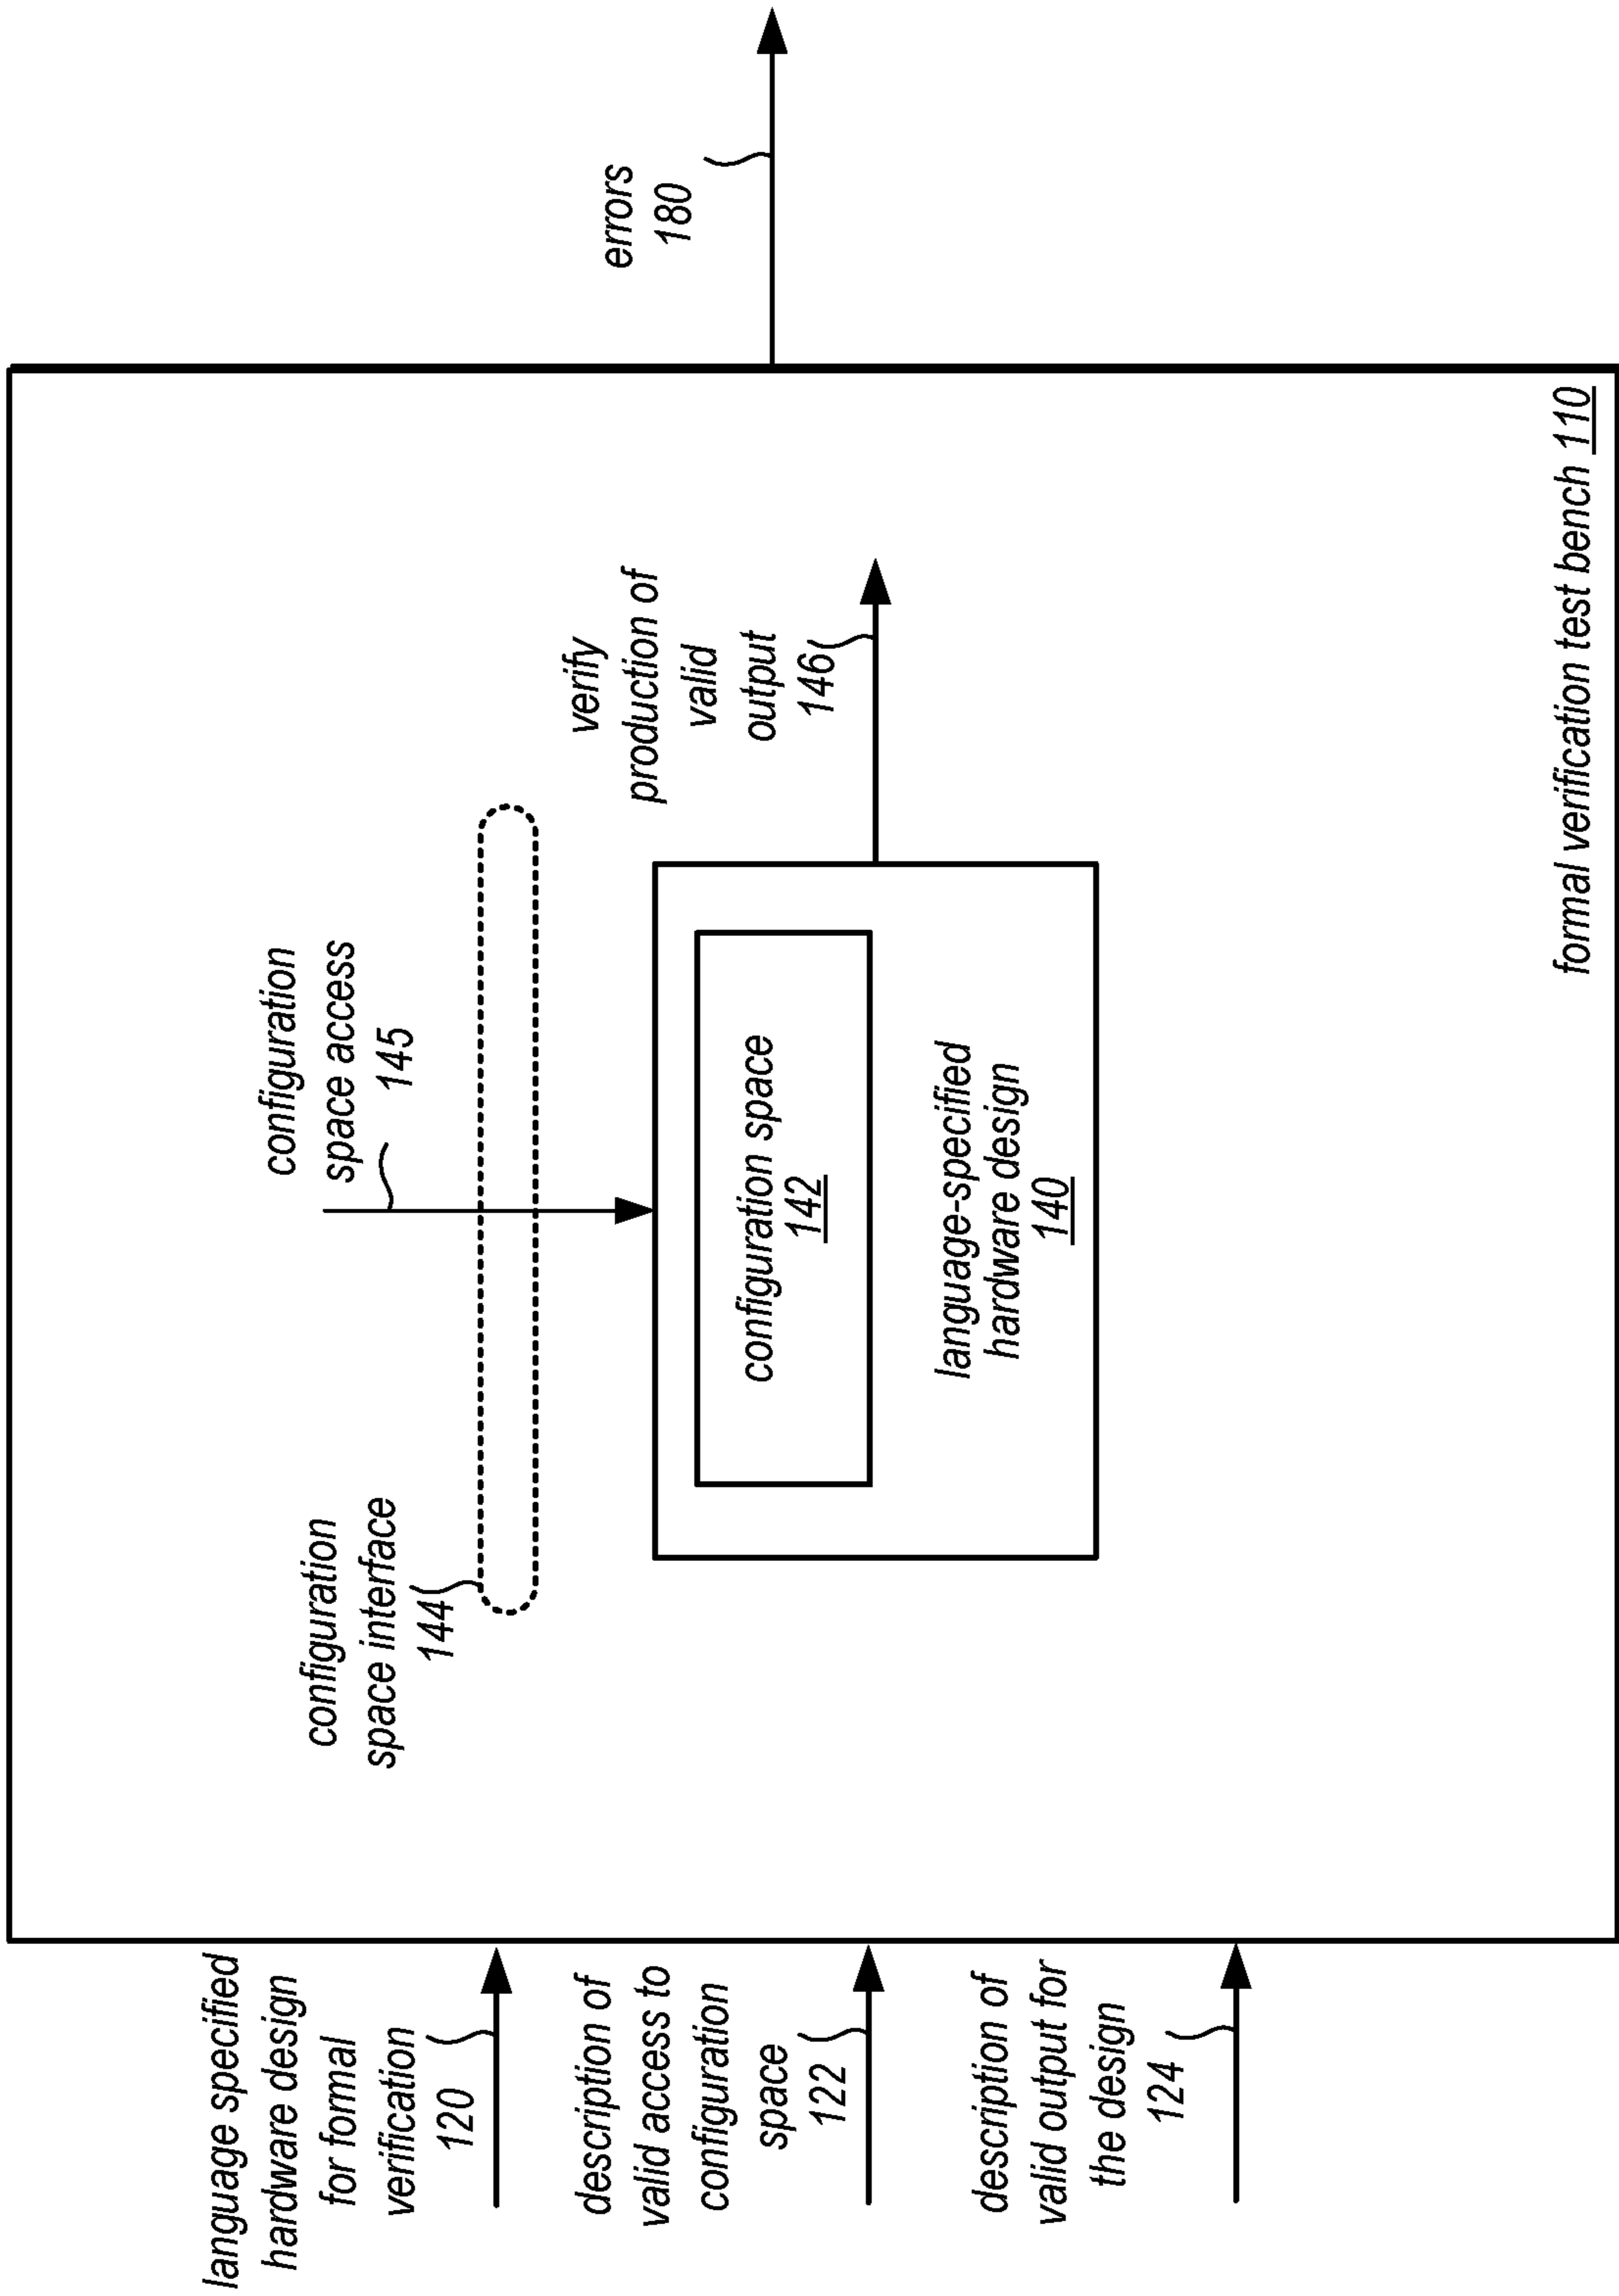 language specified
hardware design
for formal
verification
120
description of
valid access to
configuration
space
122
description of
valid output for
the design
124
configuration
space interface
144
configuration
space access
145
configuration space
142
language-specified
hardware design
140
verify
production of
valid
output
146
errors
180
formal verification test bench 110